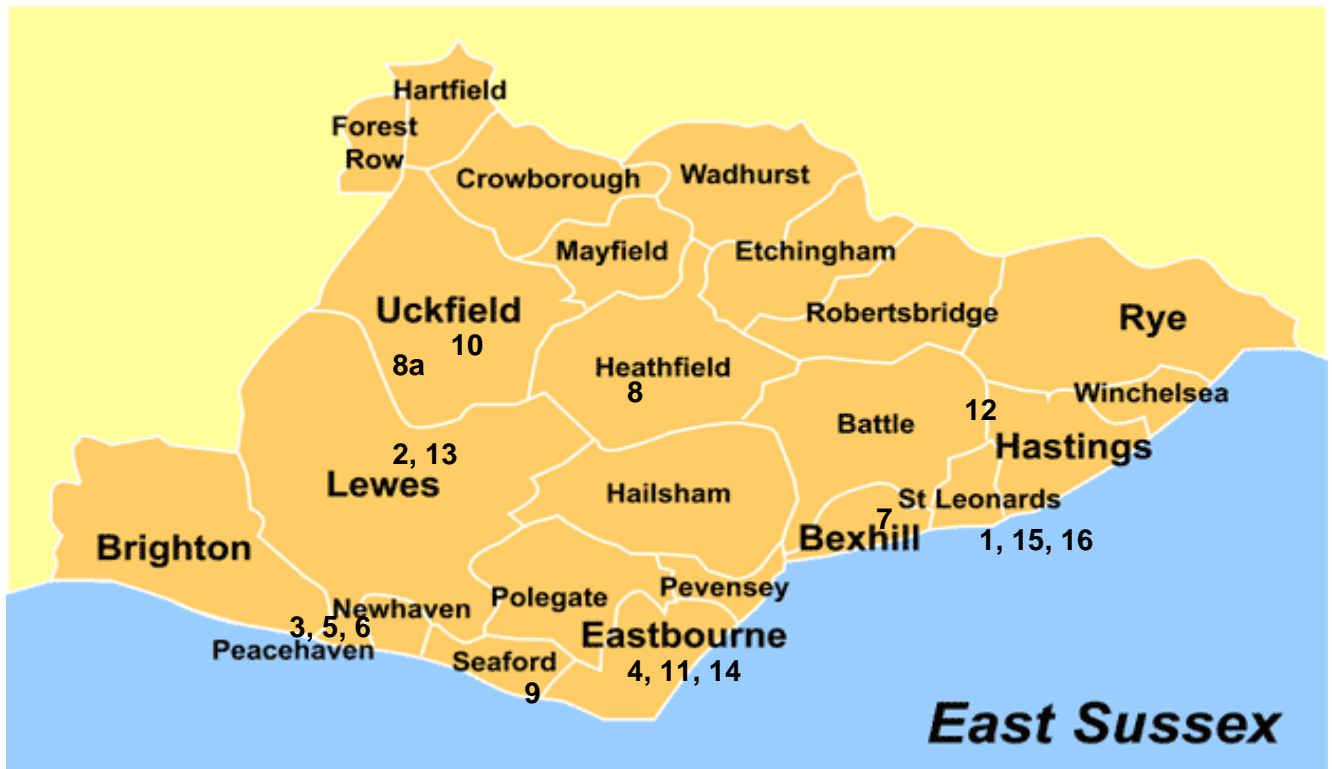 Hartfield
Forest
Row
Crowborough
Wadhurst
Mayfield
Etchingham
Uckfield
Robertsbridge
Rye
10
8a
Heathfield
8
Winchelsea
12
Battle
Hastings
2, 13
Lewes
Hailsham
St Leonards
7
Bexhill
1, 15, 16
Brighton
Pevensey
Polegate
Newhaven
3, 5, 6
Eastbourne
Peacehaven
Seaford
4, 11, 14
9
East Sussex